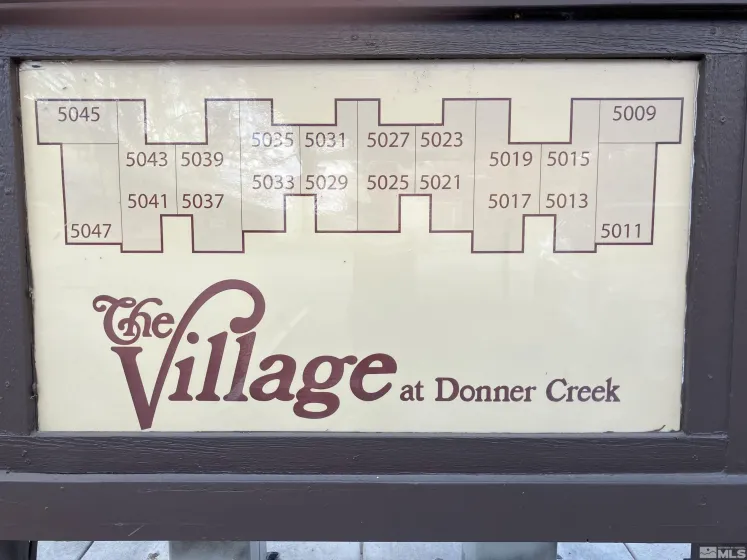 5045 5009
5035 5031 5027 5023
5043 5039 5019 5015
5033 5029 5025 5021
5041 5037 5017 5013
5047 5011
The
Village at Donner Creek
MLS